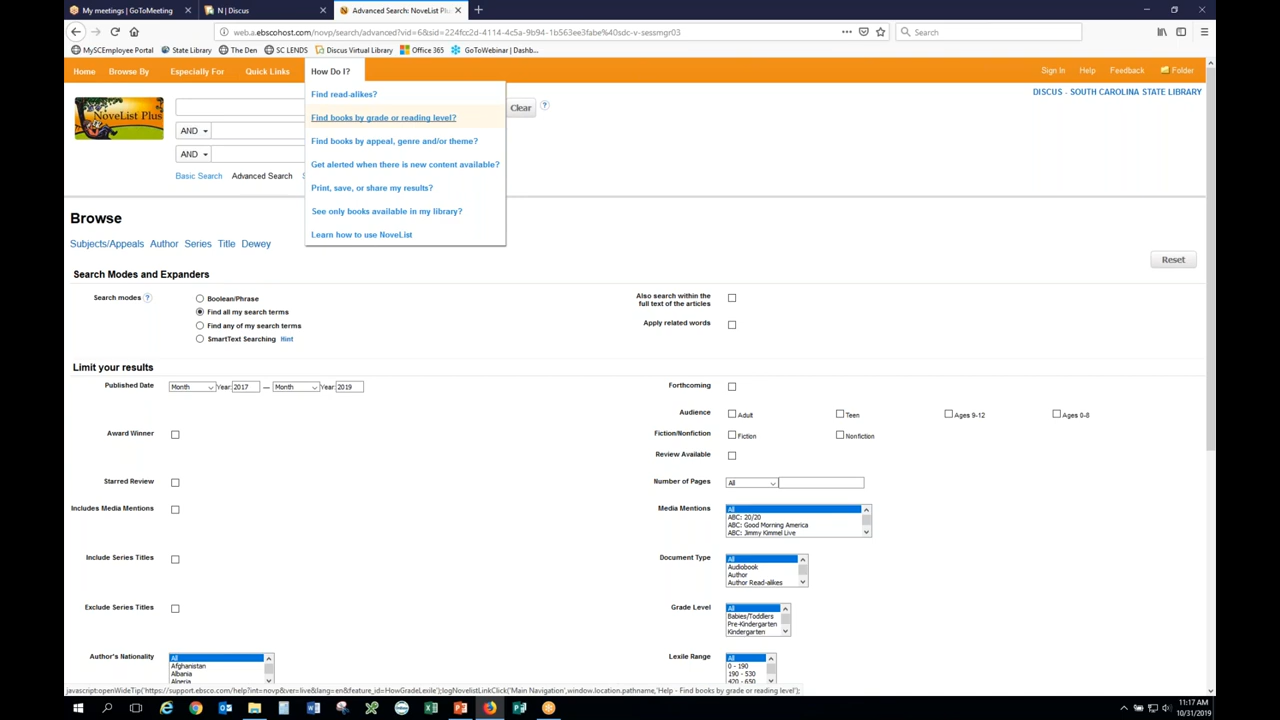 My meetings | GoToMeeting
N | Discus
Advanced Search: NoveList Plus
web.a.ebscohost.com/novp/search/advanced?vid=6&sid=224fcc2d-4114-4c5a-9b94-1b563ee3fabe%40sdc-v-sessmgr03
Search
MySCEmployee Portal
State Library
The Den
SC LENDS
Discus Virtual Library
Office 365
GoToWebinar | Dashb...
Home
Browse By
Especially For
Quick Links
How Do I?
Sign In
Help
Feedback
Folder
DISCUS - SOUTH CAROLINA STATE LIBRARY
Find read-alikes?
NoveList Plus
Clear
Find books by grade or reading level?
AND
Find books by appeal, genre and/or theme?
AND
Get alerted when there is new content available?
Basic Search
Advanced Search
Print, save, or share my results?
See only books available in my library?
Learn how to use NoveList
Browse
Subjects/Appeals Author Series Title Dewey
Reset
Search Modes and Expanders
Search modes
Boolean/Phrase
Find all my search terms
Find any of my search terms
SmartText Searching Hint
Also search within the
full text of the articles
Apply related words
Limit your results
Published Date
Month Year: 2017 — Month Year: 2019
Forthcoming
Audience
Adult
Teen
Ages 9-12
Ages 0-8
Award Winner
Fiction/Nonfiction
Fiction
Nonfiction
Review Available
Starred Review
Number of Pages
All
Includes Media Mentions
Media Mentions
All
ABC: 20/20
ABC: Good Morning America
ABC: Jimmy Kimmel Live
Include Series Titles
Document Type
All
Audiobook
Author
Author Read-alikes
Exclude Series Titles
Grade Level
All
Babies/Toddlers
Pre-Kindergarten
Kindergarten
Author's Nationality
All
Afghanistan
Albania
Algeria
Lexile Range
All
0 - 190
190 - 530
420 - 650
javascript:openWideTip('https://support.ebsco.com/help?int=novp&ver=live&lang=en&feature_id=HowGradeLexile');logNovelistLinkClick('Main Navigation',window.location.pathname,'Help - Find books by grade or reading level');
11:17 AM
10/31/2019